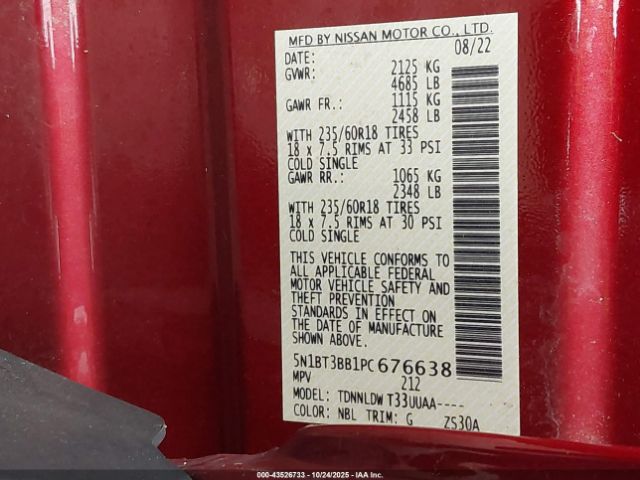 MFD BY NISSAN MOTOR CO., LTD.
DATE: 08/22
GVWR: 2125 KG
4685 LB
GAWR FR.: 1115 KG
2458 LB
WITH 235/60R18 TIRES
18 x 7.5 RIMS AT 33 PSI
COLD SINGLE
GAWR RR.: 1065 KG
2348 LB
WITH 235/60R18 TIRES
18 x 7.5 RIMS AT 30 PSI
COLD SINGLE
THIS VEHICLE CONFORMS TO
ALL APPLICABLE FEDERAL
MOTOR VEHICLE SAFETY AND
THEFT PREVENTION
STANDARDS IN EFFECT ON
THE DATE OF MANUFACTURE
SHOWN ABOVE.
5N1BT3BB1PC676638
MPV 212
MODEL: TDNNLDW T33UUAA----
COLOR: NBL TRIM: G ZS30A
000-43526733 - 10/24/2025 - IAA Inc.